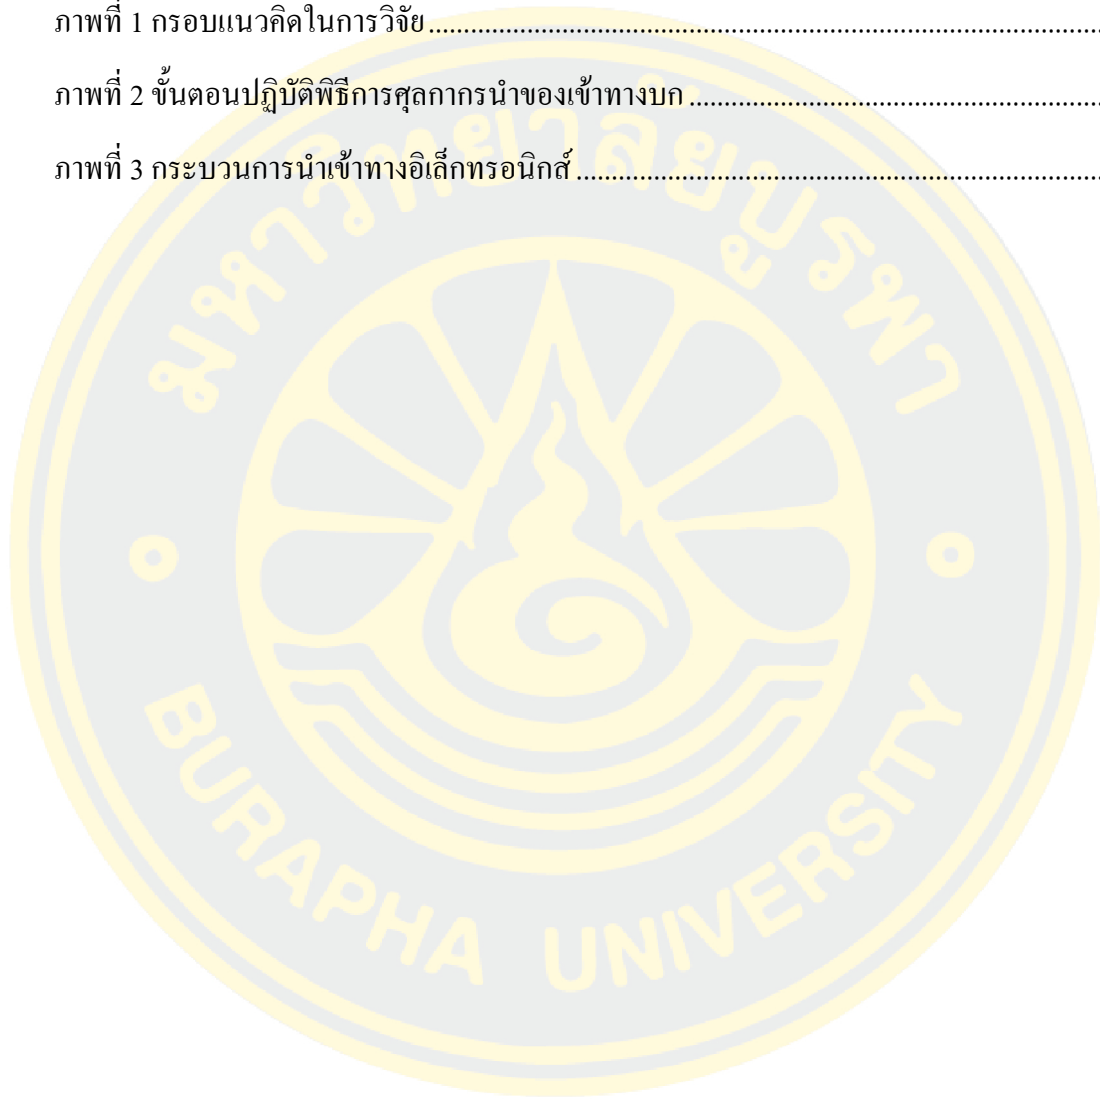 ภาพที่ 1 กรอบแนวคิดในการวิจัย................................................................................................
ภาพที่ 2 ขั้นตอนปฏิบัติพิธีการศุลกากรนำของเข้าทางบก...........................................................
ภาพที่ 3 กระบวนการนำเข้าทางอิเล็กทรอนิกส์...........................................................................
มหาวิทยาลัยบูรพา
BURAPHA UNIVERSITY